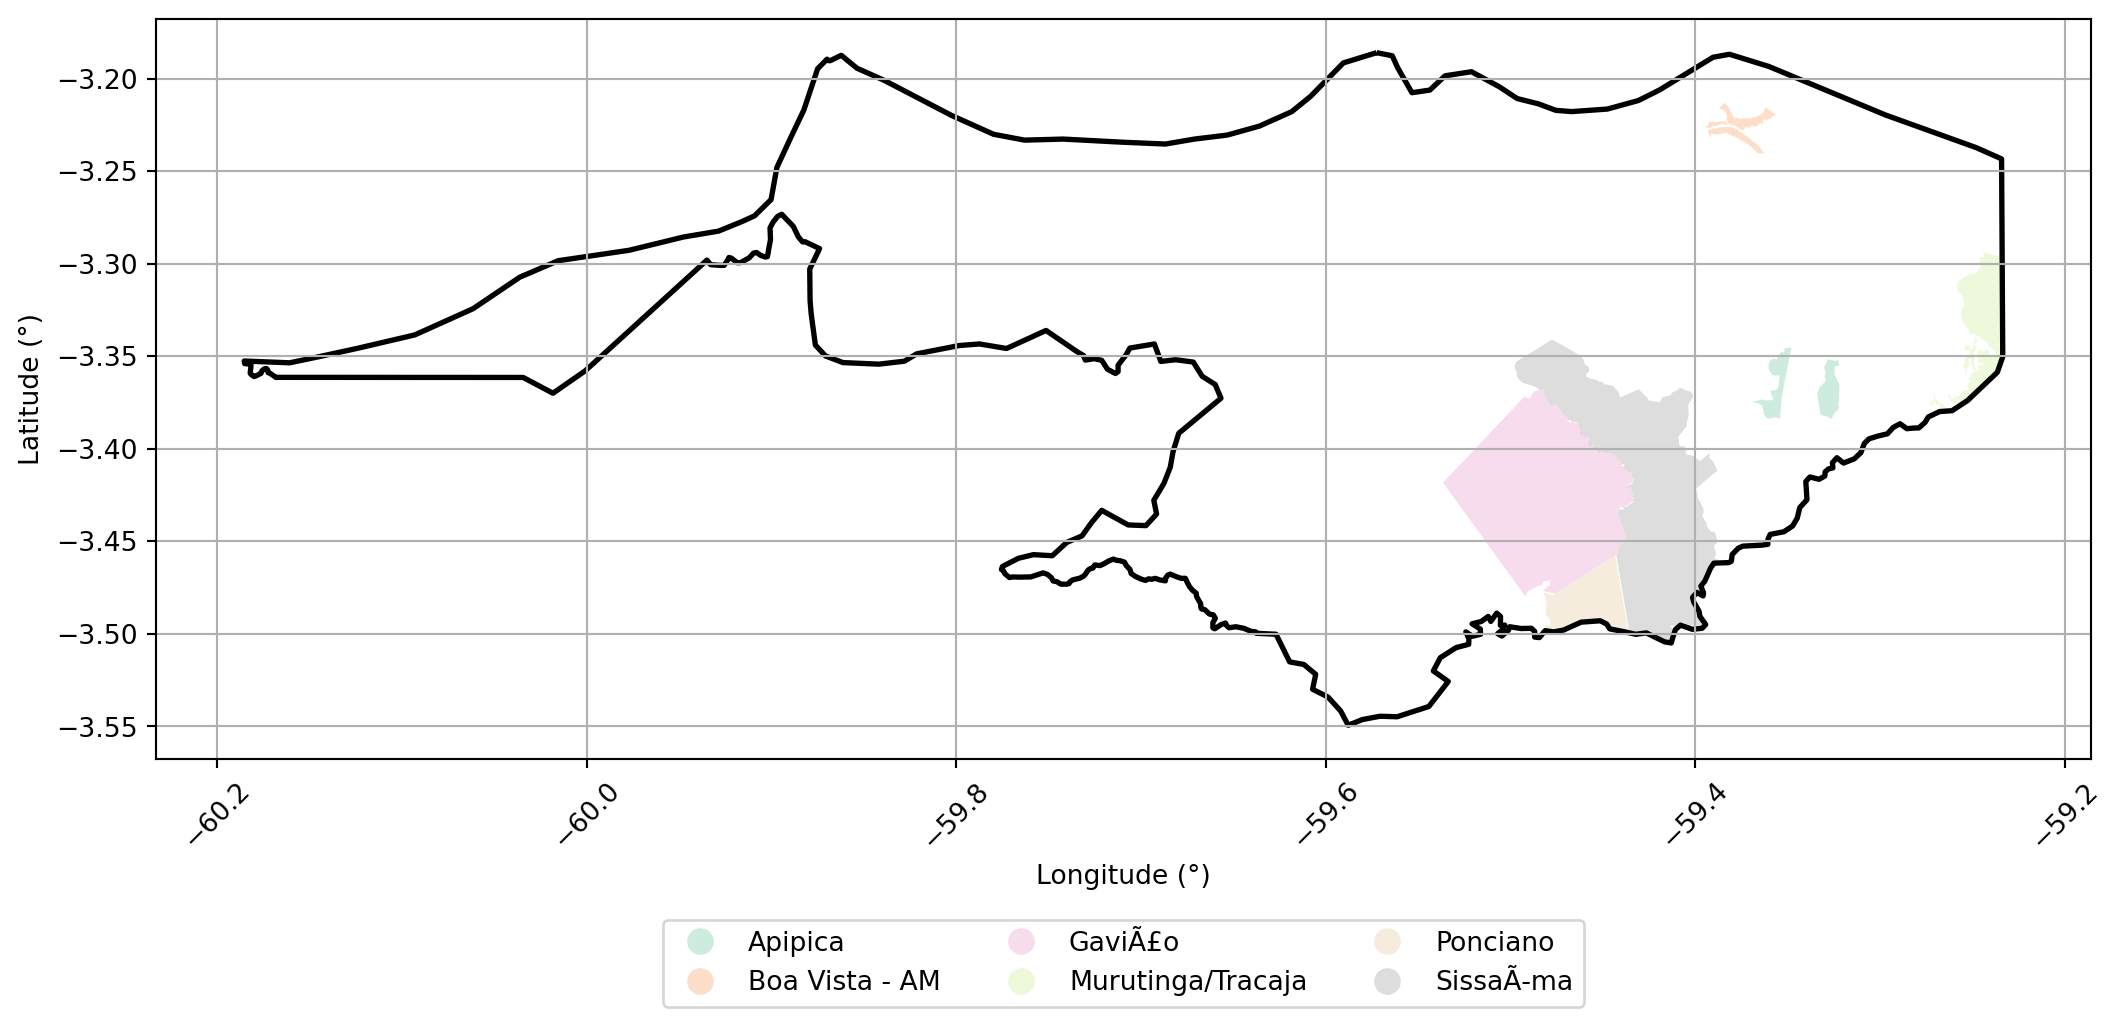 −3.20
−3.25
−3.30
−3.35
−3.40
−3.45
−3.50
−3.55
Latitude (°)
−60.2 −60.0 −59.8 −59.6 −59.4 −59.2
Longitude (°)
Apipica GaviÃ£o Ponciano
Boa Vista - AM Murutinga/Tracaja SissaÃ-ma